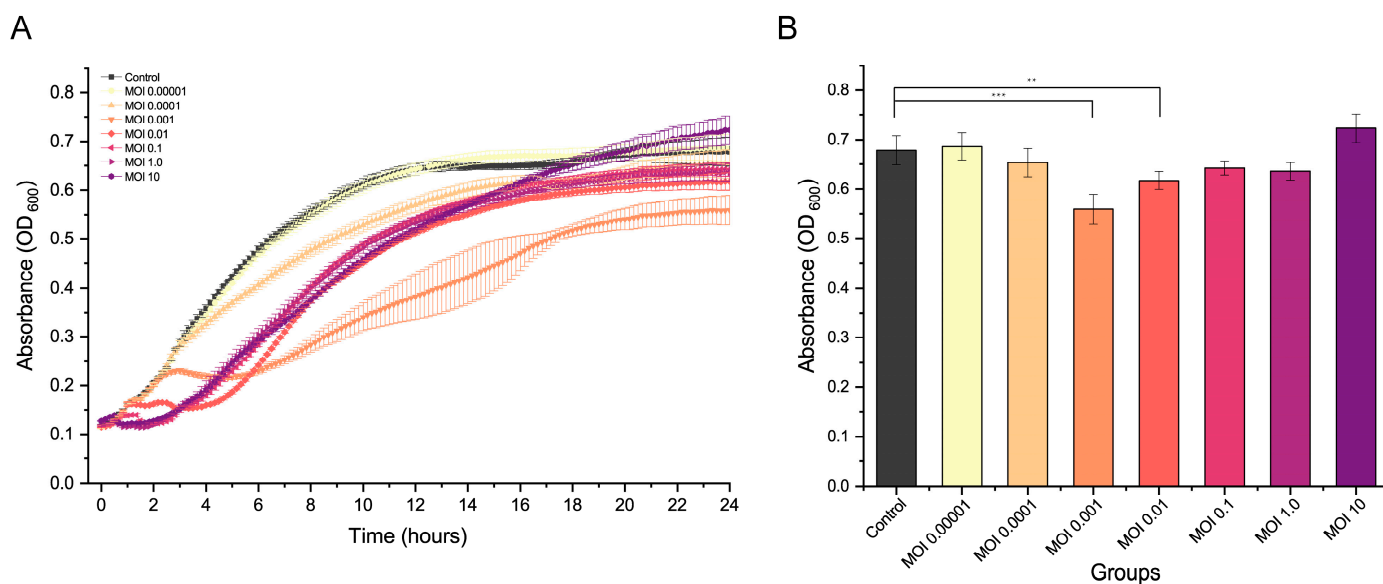 A
Control
MOI 0.00001
MOI 0.0001
MOI 0.001
MOI 0.01
MOI 0.1
MOI 1.0
MOI 10
0.8
0.7
0.6
0.5
0.4
0.3
0.2
0.1
0.0
Absorbance (OD600)
0 2 4 6 8 10 12 14 16 18 20 22 24
Time (hours)
B
**
***
0.8
0.7
0.6
0.5
0.4
0.3
0.2
0.1
0.0
Absorbance (OD600)
Control
MOI 0.00001
MOI 0.0001
MOI 0.001
MOI 0.01
MOI 0.1
MOI 1.0
MOI 10
Groups